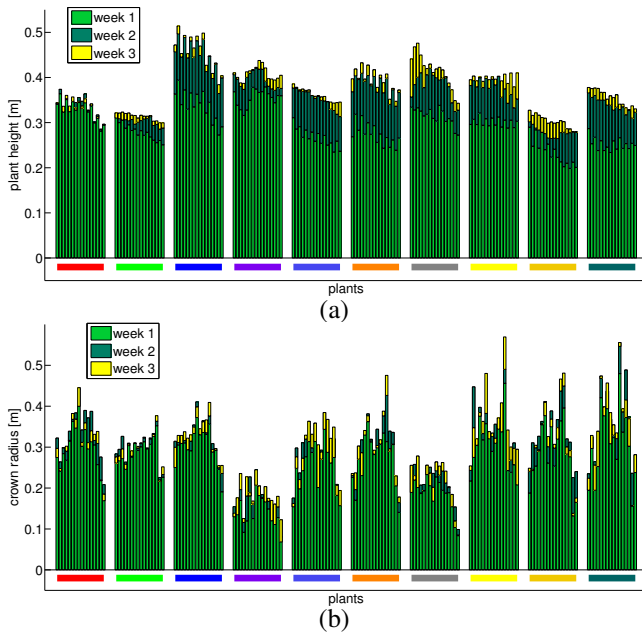 week 1
week 2
week 3
plant height [m]
0.5
0.4
0.3
0.2
0.1
0
plants
(a)
week 1
week 2
week 3
crown radius [m]
0.5
0.4
0.3
0.2
0.1
0
plants
(b)